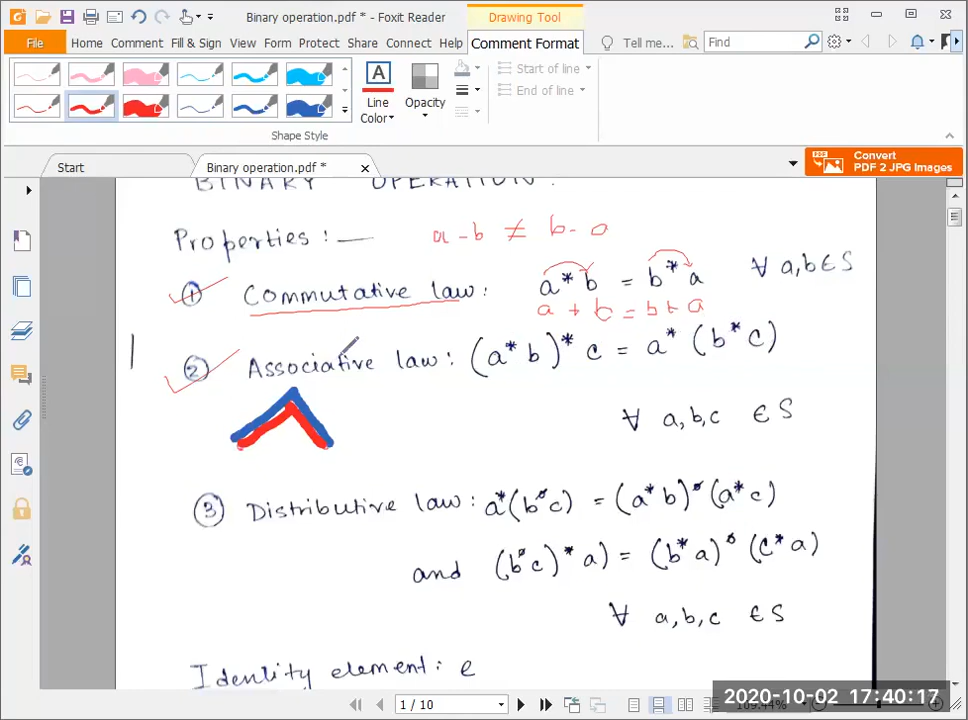 Binary operation.pdf * - Foxit Reader
Drawing Tool
File Home Comment Fill & Sign View Form Protect Share Connect Help Comment Format Tell me... Find
Line Color
Opacity
Start of line
End of line
Shape Style
Start
Binary operation.pdf *
Convert
PDF 2 JPG Images
BINARY OPERATION.
Properties : — a - b ≠ b - a
① Commutative law : a * b = b * a ∀ a, b ∈ S
a + b = b + a
② Associative law : (a * b) * c = a * (b * c)
∀ a, b, c ∈ S
③ Distributive law : a * (b ∘ c) = (a * b) ∘ (a * c)
and (b ∘ c) * a) = (b * a) ∘ (c * a)
∀ a, b, c ∈ S
Identity element : e
1 / 10
109.44%
2020-10-02 17:40:17